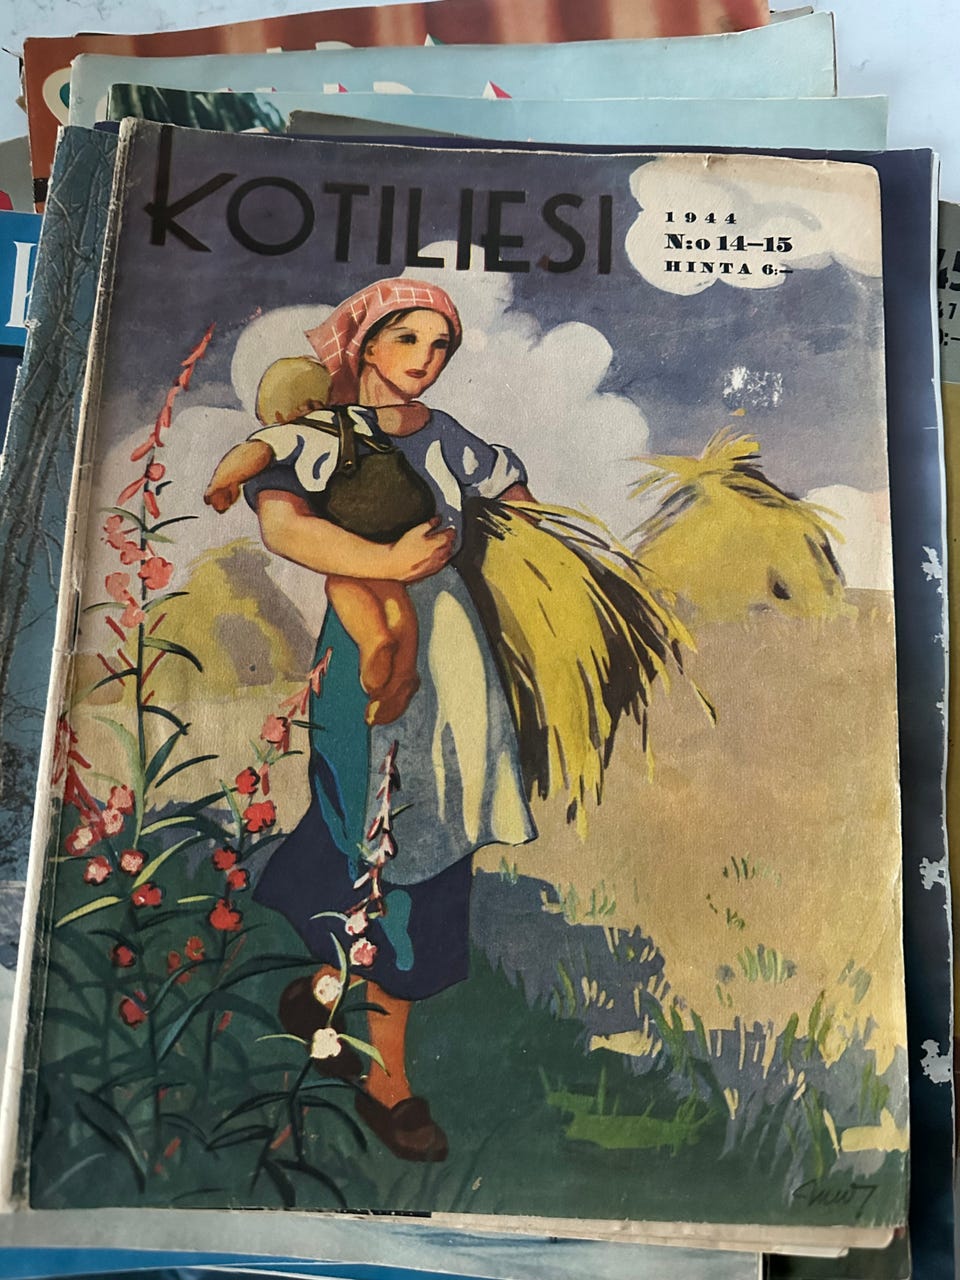 KOTILIESI
1944
N:o 14–15
HINTA 6:–